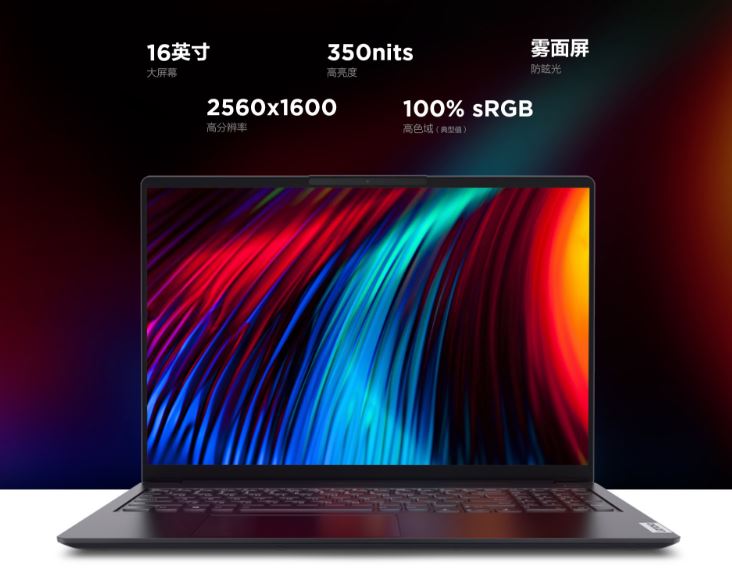 16英寸
大屏幕
350nits
高亮度
雾面屏
防眩光
2560x1600
高分辨率
100% sRGB
高色域（典型值）